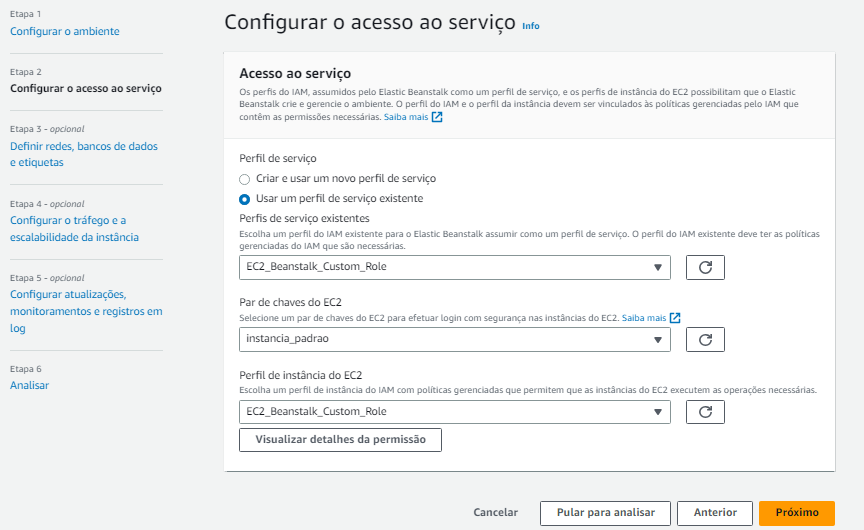 Etapa 1
Configurar o ambiente
Etapa 2
Configurar o acesso ao serviço
Etapa 3 - opcional
Definir redes, bancos de dados
e etiquetas
Etapa 4 - opcional
Configurar o tráfego e a
escalabilidade da instância
Etapa 5 - opcional
Configurar atualizações,
monitoramentos e registros em
log
Etapa 6
Analisar
Configurar o acesso ao serviço Info
Acesso ao serviço
Os perfis do IAM, assumidos pelo Elastic Beanstalk como um perfil de serviço, e os perfis de instância do EC2 possibilitam que o Elastic
Beanstalk crie e gerencie o ambiente. O perfil do IAM e o perfil da instância devem ser vinculados às políticas gerenciadas pelo IAM que
contêm as permissões necessárias. Saiba mais
Perfil de serviço
Criar e usar um novo perfil de serviço
Usar um perfil de serviço existente
Perfis de serviço existentes
Escolha um perfil do IAM existente para o Elastic Beanstalk assumir como um perfil de serviço. O perfil do IAM existente deve ter as políticas
gerenciadas do IAM que são necessárias.
EC2_Beanstalk_Custom_Role
Par de chaves do EC2
Selecione um par de chaves do EC2 para efetuar login com segurança nas instâncias do EC2. Saiba mais
instancia_padrao
Perfil de instância do EC2
Escolha um perfil de instância do IAM com políticas gerenciadas que permitem que as instâncias do EC2 executem as operações necessárias.
EC2_Beanstalk_Custom_Role
Visualizar detalhes da permissão
Cancelar
Pular para analisar
Anterior
Próximo